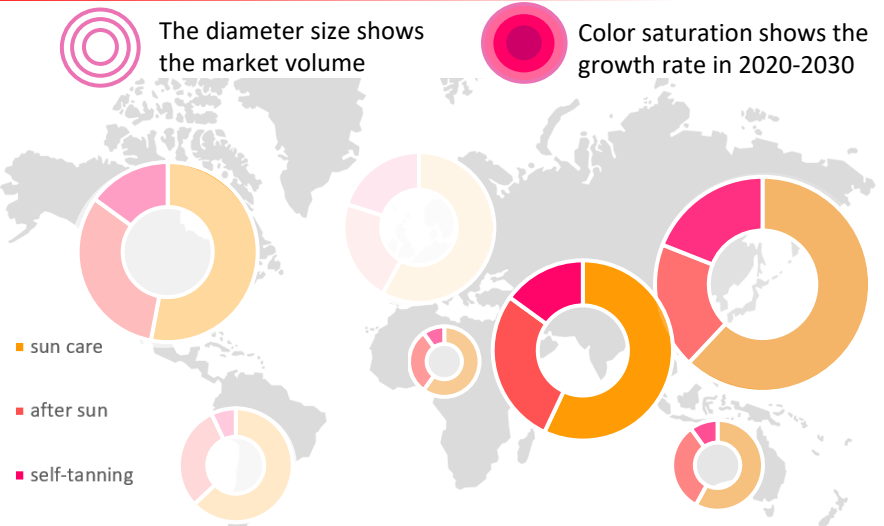 The diameter size shows
the market volume
Color saturation shows the
growth rate in 2020-2030
sun care
after sun
self-tanning